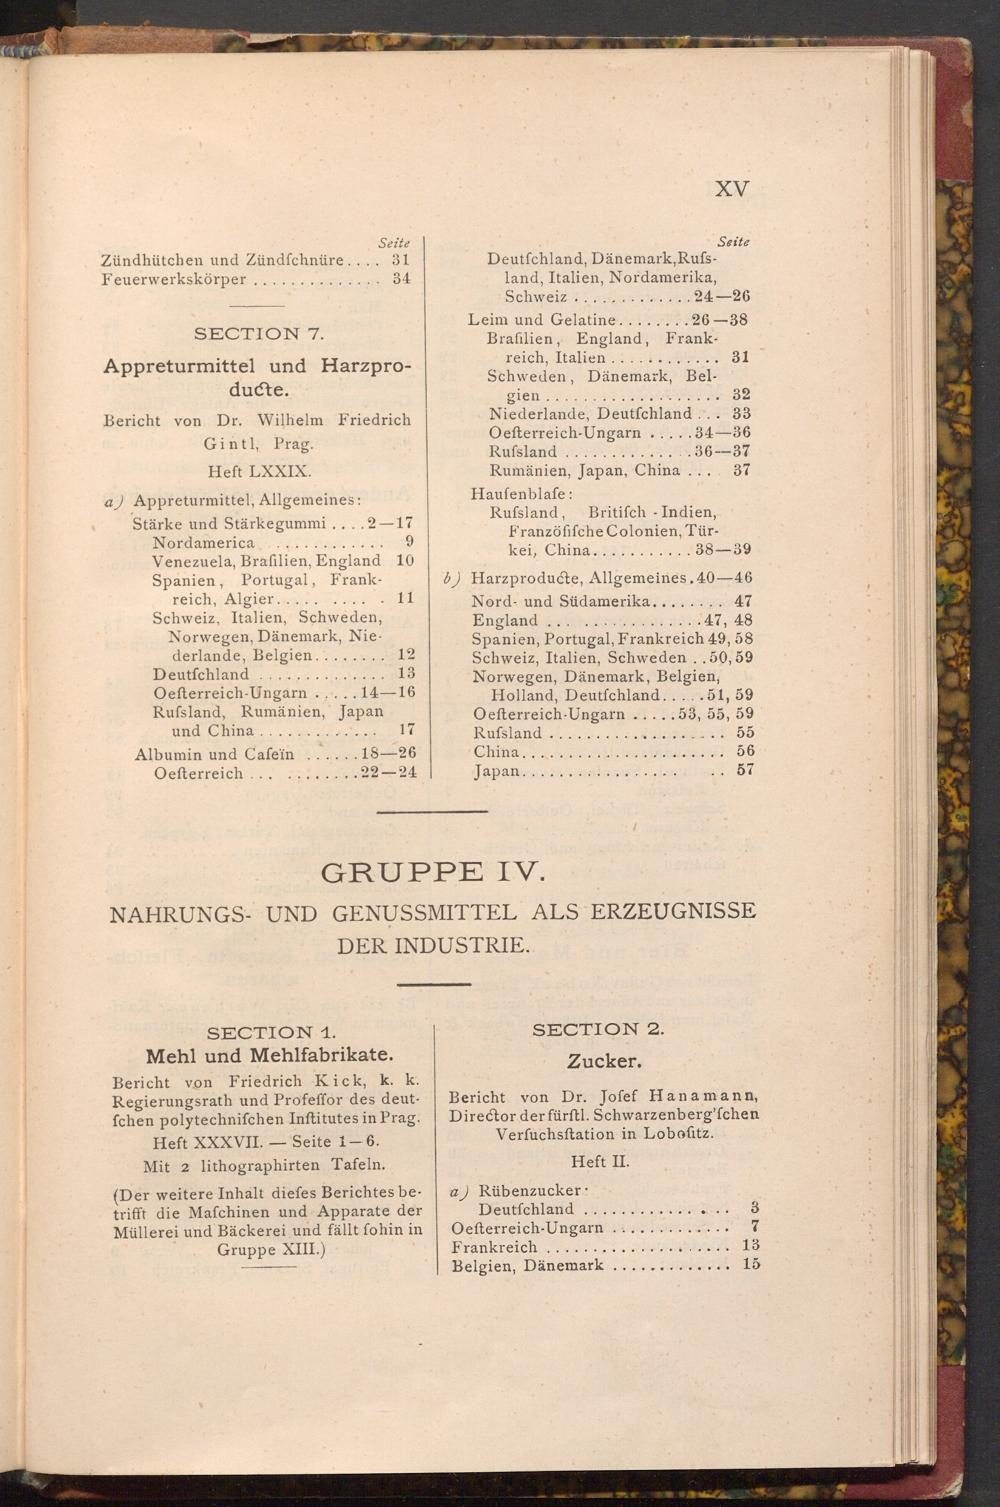 XV
Seite
Zündhütchen und Zündſchnüre.... 31
Feuerwerkskörper .............. 34
SECTION 7.
Appreturmittel und Harzpro-
ducte.
Bericht von Dr. Wilhelm Friedrich
Gintl, Prag.
Heft LXXIX.
a) Appreturmittel, Allgemeines:
Stärke und Stärkegummi ....2—17
Nordamerica ............ 9
Venezuela, Braſilien, England 10
Spanien, Portugal, Frank-
reich, Algier..... .... . 11
Schweiz, Italien, Schweden,
Norwegen, Dänemark, Nie-
derlande, Belgien........ 12
Deutſchland .............. 13
Oeſterreich-Ungarn .....14—16
Ruſsland, Rumänien, Japan
und China ............. 17
Albumin und Caſeïn ......18—26
Oeſterreich ... ........22—24
Seite
Deutſchland, Dänemark, Ruſs-
land, Italien, Nordamerika,
Schweiz .............24—26
Leim und Gelatine........26—38
Braſilien, England, Frank-
reich, Italien ............ 31
Schweden, Dänemark, Bel-
gien ................... 32
Niederlande, Deutſchland ... 33
Oeſterreich-Ungarn .....34—36
Ruſsland ..............36—37
Rumänien, Japan, China ... 37
Hauſenblaſe:
Ruſsland, Britiſch-Indien,
Franzöſiſche Colonien, Tür-
kei, China...........38—39
b) Harzproducte, Allgemeines.40—46
Nord- und Südamerika........ 47
England ... .............47, 48
Spanien, Portugal, Frankreich 49, 58
Schweiz, Italien, Schweden ..50, 59
Norwegen, Dänemark, Belgien,
Holland, Deutſchland.....51, 59
Oeſterreich-Ungarn .....53, 55, 59
Ruſsland ................... 55
China...................... 56
Japan................. .. 57
GRUPPE IV.
NAHRUNGS- UND GENUSSMITTEL ALS ERZEUGNISSE
DER INDUSTRIE.
SECTION 1.
Mehl und Mehlfabrikate.
Bericht von Friedrich Kick, k. k.
Regierungsrath und Profeſſor des deut-
ſchen polytechniſchen Inſtitutes in Prag.
Heft XXXVII. — Seite 1—6.
Mit 2 lithographirten Tafeln.
(Der weitere Inhalt dieſes Berichtes be-
trifft die Maſchinen und Apparate der
Müllerei und Bäckerei und fällt ſohin in
Gruppe XIII.)
SECTION 2.
Zucker.
Bericht von Dr. Joſef Hanamann,
Director der fürſtl. Schwarzenberg'ſchen
Verſuchsſtation in Loboſitz.
Heft II.
a) Rübenzucker:
Deutſchland ................ 3
Oeſterreich-Ungarn ............. 7
Frankreich .................... 13
Belgien, Dänemark ............. 15